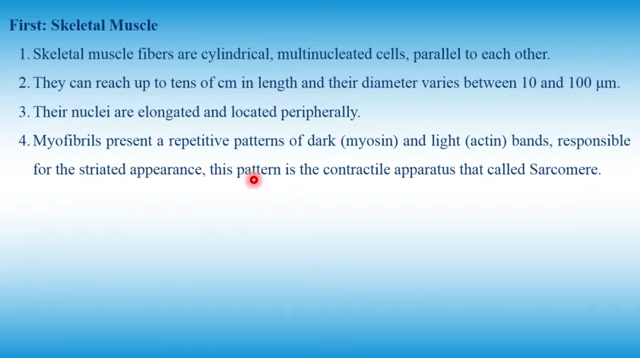 First: Skeletal Muscle
1. Skeletal muscle fibers are cylindrical, multinucleated cells, parallel to each other.
2. They can reach up to tens of cm in length and their diameter varies between 10 and 100 μm.
3. Their nuclei are elongated and located peripherally.
4. Myofibrils present a repetitive patterns of dark (myosin) and light (actin) bands, responsible
for the striated appearance, this pattern is the contractile apparatus that called Sarcomere.